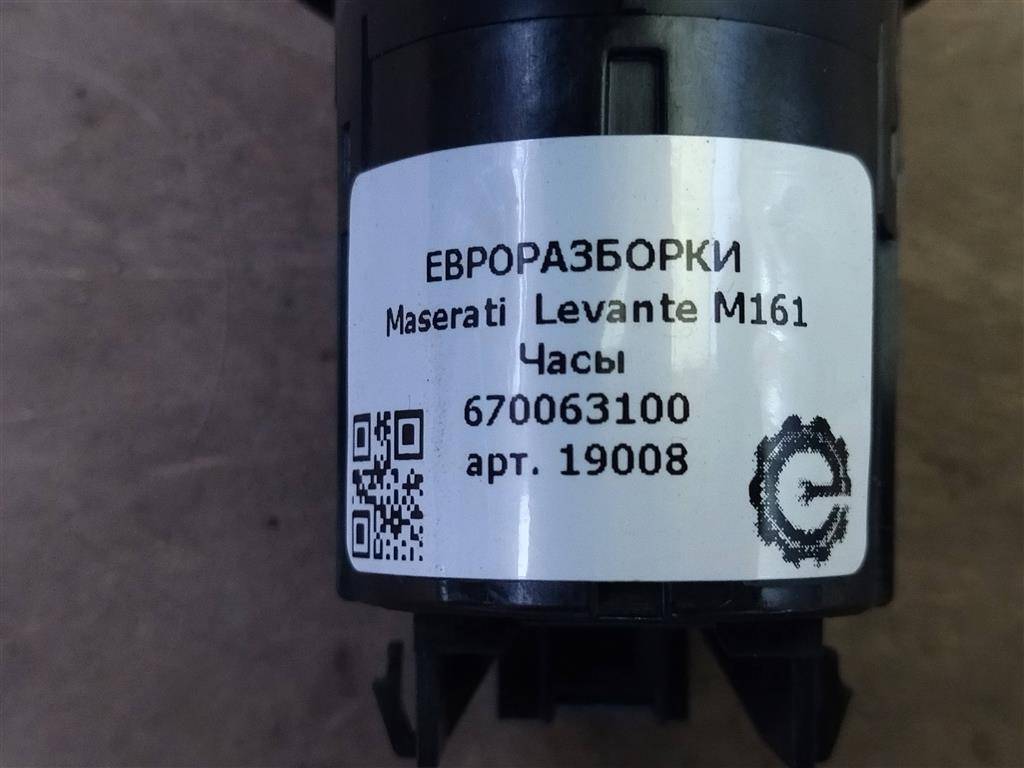 ЕВРОРАЗБОРКИ
Maserati Levante M161
Часы
670063100
арт. 19008